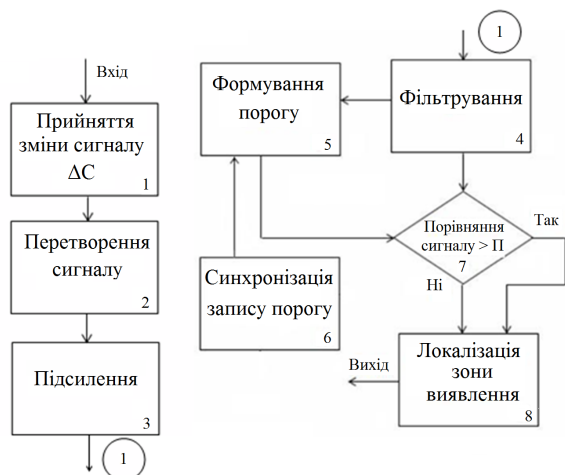 Вхід
Прийняття
зміни сигналу
ΔС
1
Перетворення
сигналу
2
Підсилення
3
1
1
Фільтрування
4
Формування
порогу
5
Синхронізація
запису порогу
6
Порівняння
сигналу > П
7
Так
Ні
Локалізація
зони
виявлення
8
Вихід